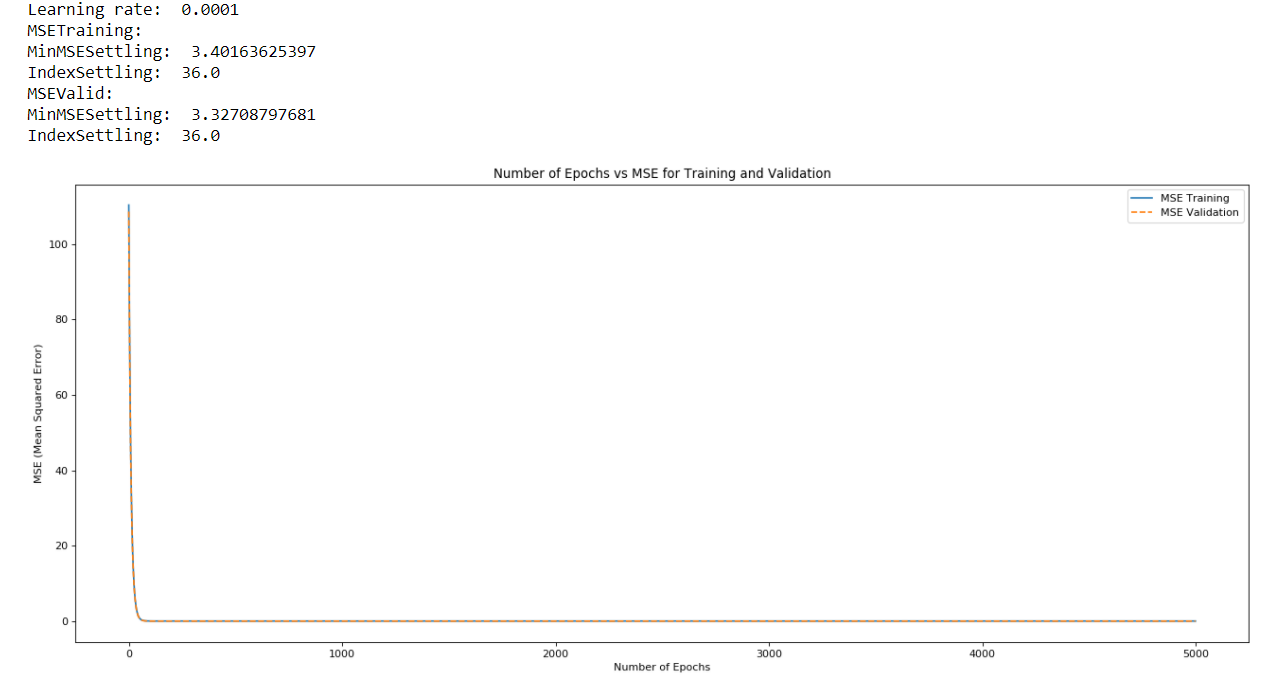 Learning rate:  0.0001
MSETraining:
MinMSESettling:  3.40163625397
IndexSettling:  36.0
MSEValid:
MinMSESettling:  3.32708797681
IndexSettling:  36.0
Number of Epochs vs MSE for Training and Validation
MSE Training
MSE Validation
MSE (Mean Squared Error)
100
80
60
40
20
0
0 1000 2000 3000 4000 5000
Number of Epochs